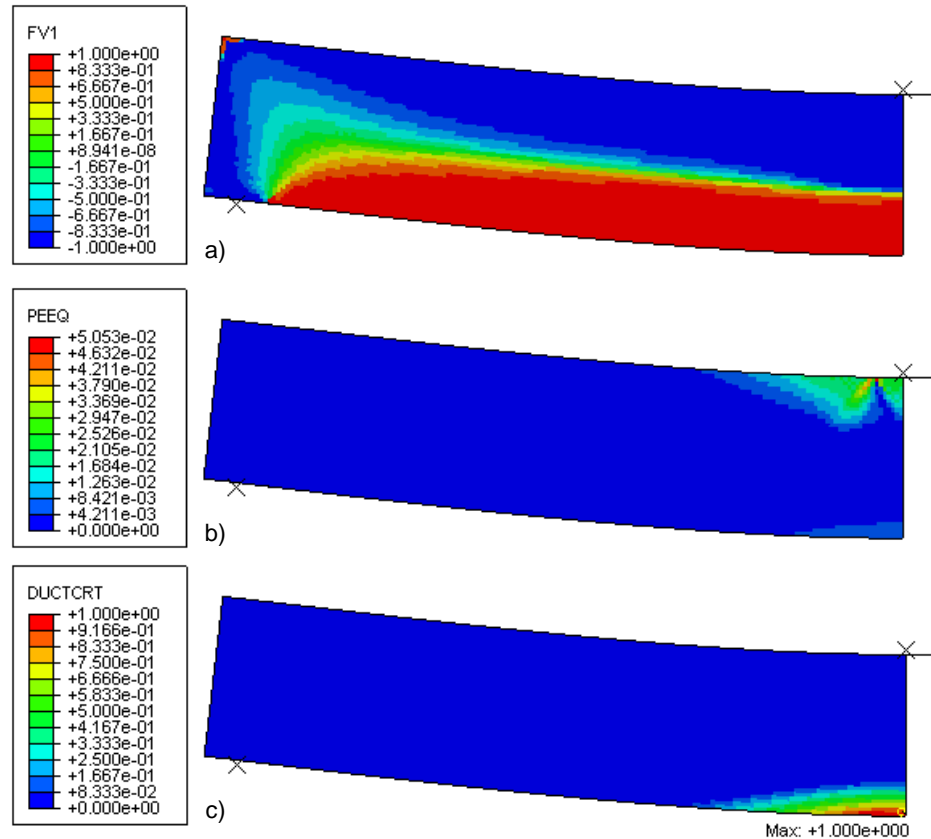 FV1
+1.000e+00
+8.333e-01
+6.667e-01
+5.000e-01
+3.333e-01
+1.667e-01
+8.941e-08
-1.667e-01
-3.333e-01
-5.000e-01
-6.667e-01
-8.333e-01
-1.000e+00
a)
PEEQ
+5.053e-02
+4.632e-02
+4.211e-02
+3.790e-02
+3.369e-02
+2.947e-02
+2.526e-02
+2.105e-02
+1.684e-02
+1.263e-02
+8.421e-03
+4.211e-03
+0.000e+00
b)
DUCTCRT
+1.000e+00
+9.166e-01
+8.333e-01
+7.500e-01
+6.666e-01
+5.833e-01
+5.000e-01
+4.167e-01
+3.333e-01
+2.500e-01
+1.667e-01
+8.333e-02
+0.000e+00
c)
Max: +1.000e+000